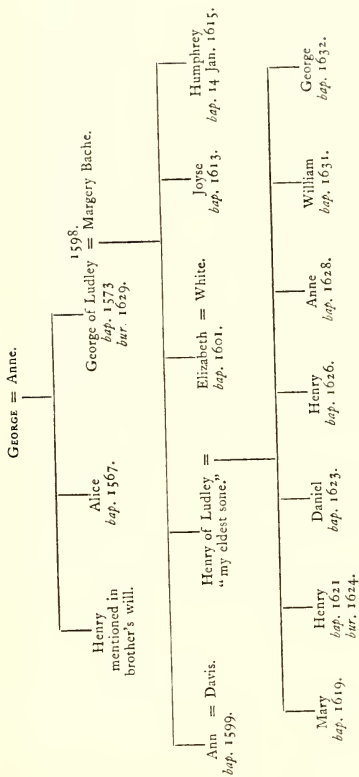 GEORGE = Anne.
Henry
mentioned in
brother's will.
Alice
bap. 1567.
1598.
George of Ludley = Margery Bache.
bap. 1573
bur. 1629.
Ann = Davis.
bap. 1599.
Henry of Ludley =
"my eldest sone."
Elizabeth = White.
bap. 1601.
Joyse
bap. 1613.
Humphrey
bap. 14 Jan. 1615.
Mary
bap. 1619.
Henry
bap. 1621
bur. 1624.
Daniel
bap. 1623.
Henry
bap. 1626.
Anne
bap. 1628.
William
bap. 1631.
George
bap. 1632.